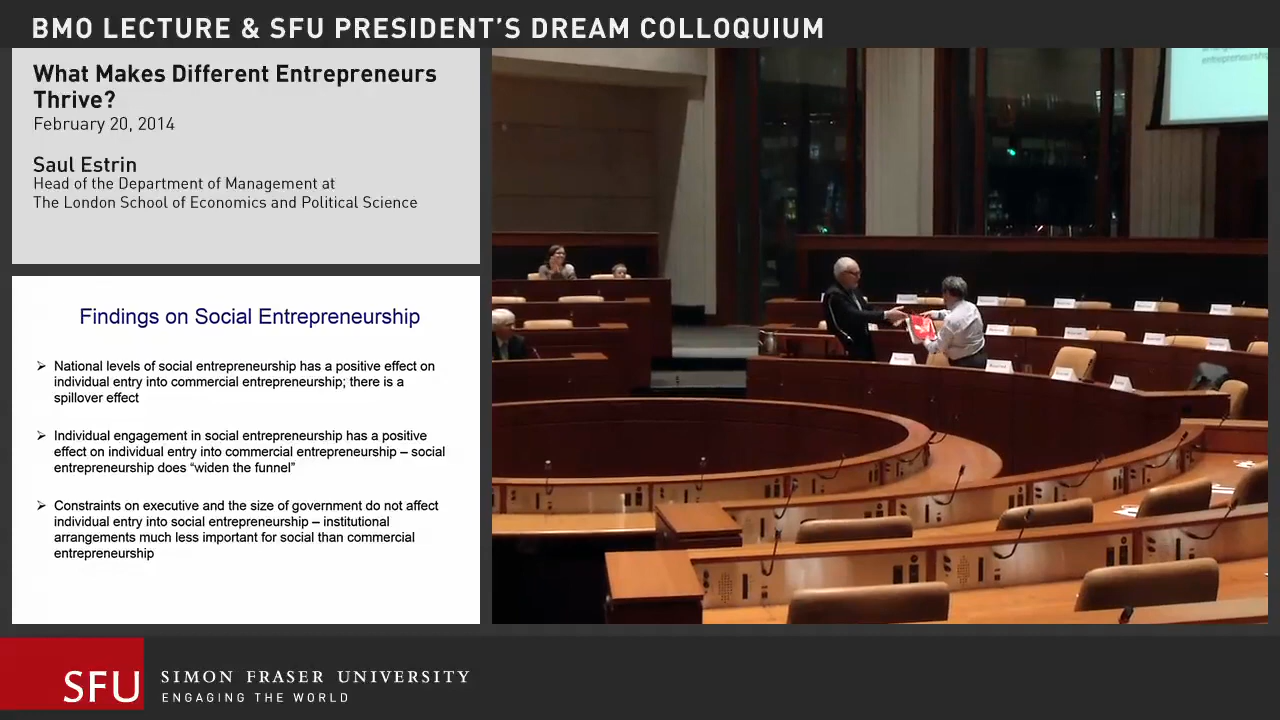 BMO LECTURE & SFU PRESIDENT'S DREAM COLLOQUIUM
What Makes Different Entrepreneurs
Thrive?
February 20, 2014
Saul Estrin
Head of the Department of Management at
The London School of Economics and Political Science
Findings on Social Entrepreneurship
National levels of social entrepreneurship has a positive effect on
individual entry into commercial entrepreneurship; there is a
spillover effect
Individual engagement in social entrepreneurship has a positive
effect on individual entry into commercial entrepreneurship – social
entrepreneurship does “widen the funnel”
Constraints on executive and the size of government do not affect
individual entry into social entrepreneurship – institutional
arrangements much less important for social than commercial
entrepreneurship
entrepreneurship
SFU
SIMON FRASER UNIVERSITY
ENGAGING THE WORLD